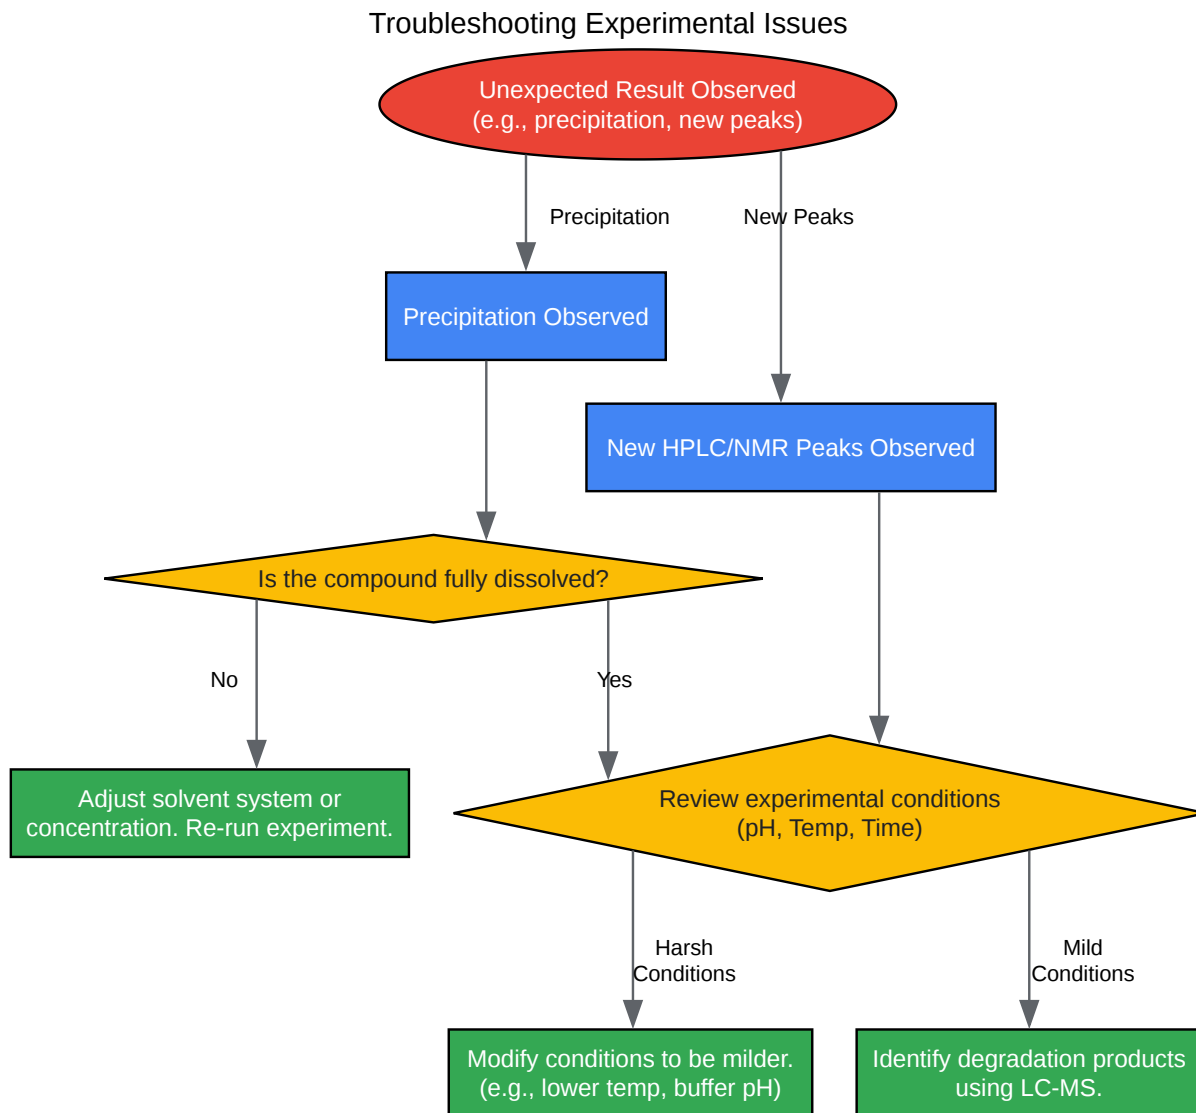 Troubleshooting Experimental Issues
Unexpected Result Observed
(e.g., precipitation, new peaks)
Precipitation
New Peaks
Precipitation Observed
New HPLC/NMR Peaks Observed
Is the compound fully dissolved?
No
Yes
Adjust solvent system or
concentration. Re-run experiment.
Review experimental conditions
(pH, Temp, Time)
Harsh
Conditions
Mild
Conditions
Modify conditions to be milder.
(e.g., lower temp, buffer pH)
Identify degradation products
using LC-MS.